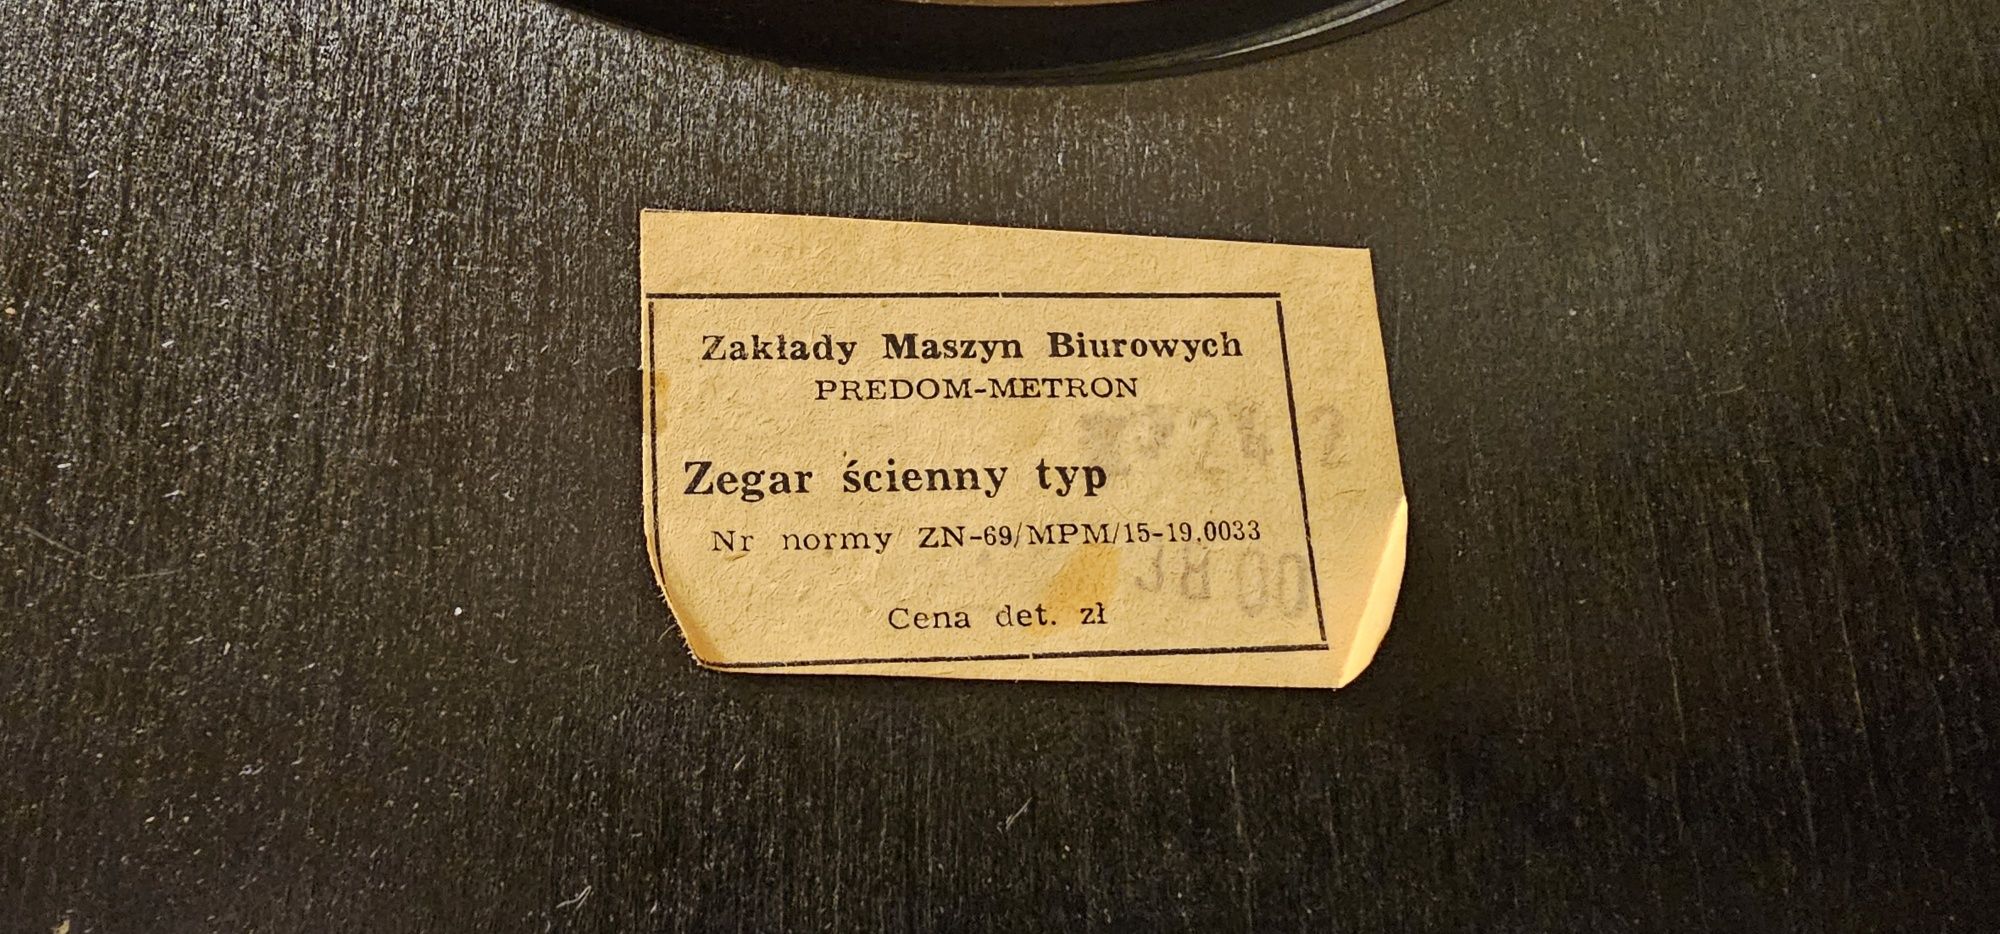 Zakłady Maszyn Biurowych
PREDOM-METRON
Zegar ścienny typ
Nr normy ZN-69/MPM/15-19.0033
Cena det. zł